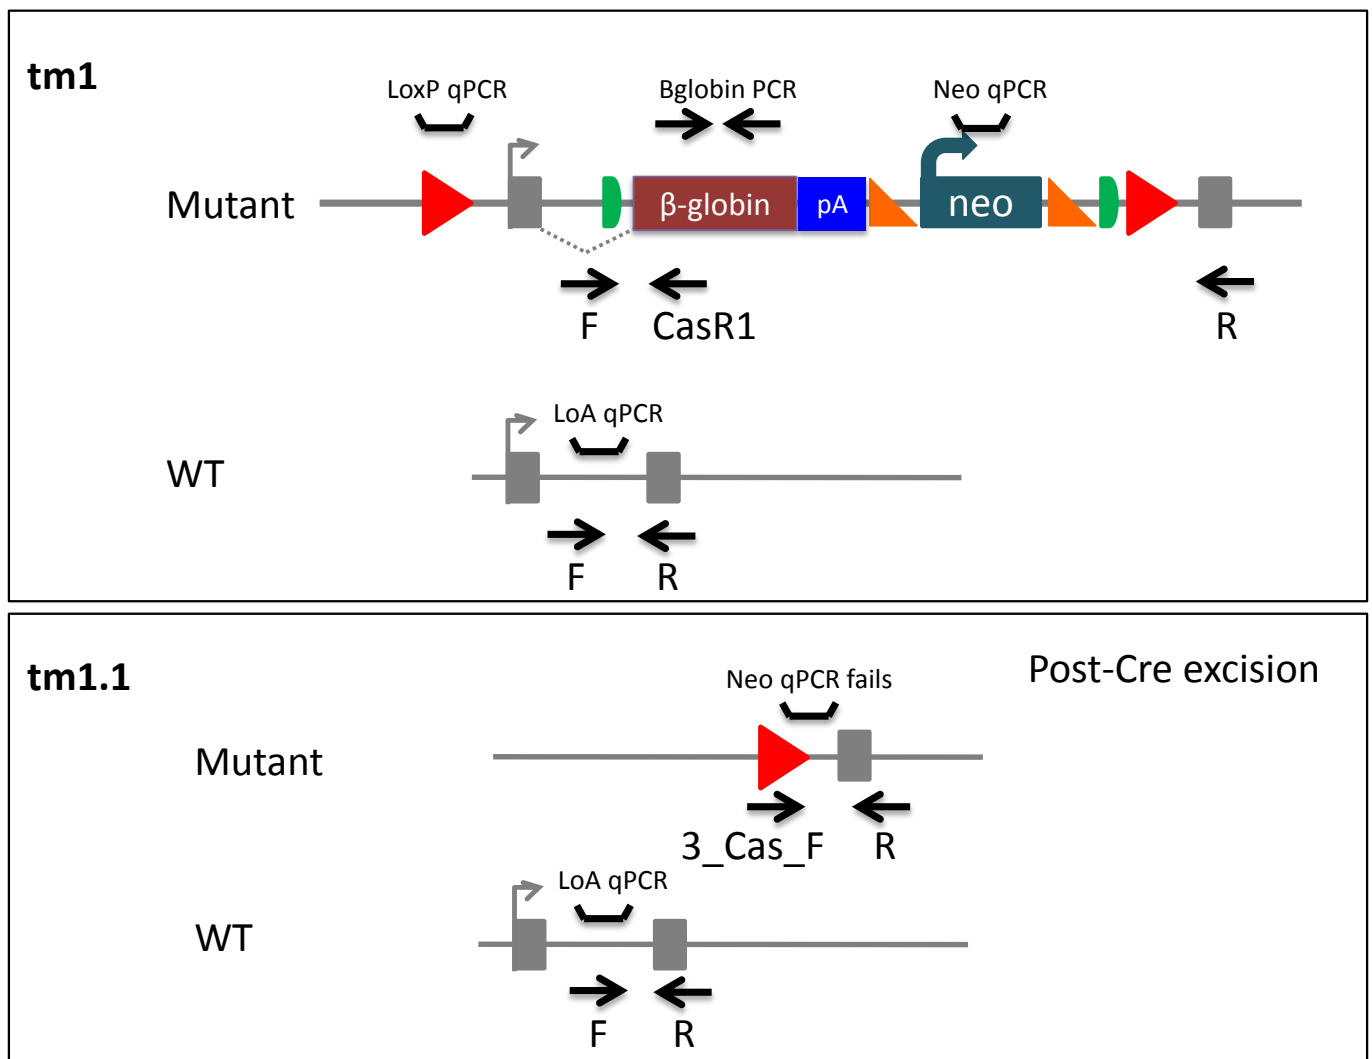 tm1
LoxP qPCR
Bglobin PCR
Neo qPCR
Mutant
β-globin
pA
neo
F
CasR1
R
LoA qPCR
WT
F
R
tm1.1
Post-Cre excision
Neo qPCR fails
Mutant
3_Cas_F
R
LoA qPCR
WT
F
R